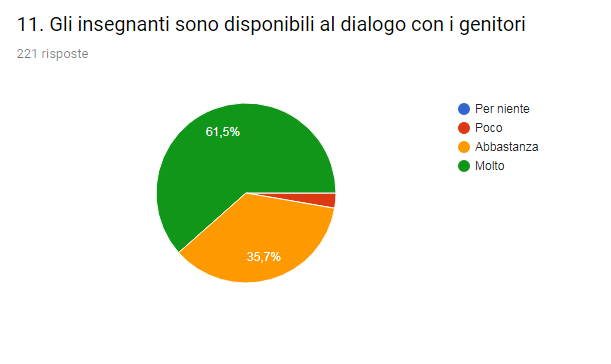 11. Gli insegnanti sono disponibili al dialogo con i genitori
221 risposte
61,5%
35,7%
Per niente
Poco
Abbastanza
Molto